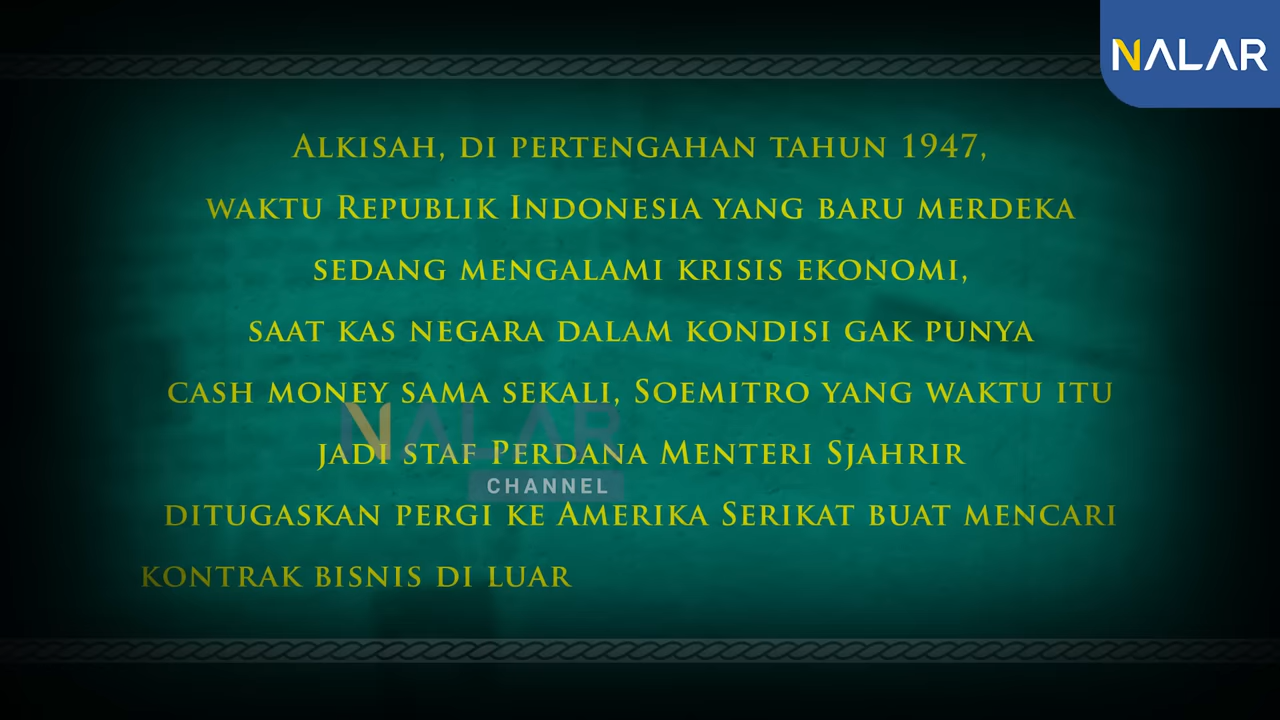 NALAR
Alkisah, di pertengahan tahun 1947,
waktu Republik Indonesia yang baru merdeka
sedang mengalami krisis ekonomi,
saat kas negara dalam kondisi gak punya
cash money sama sekali, Soemitro yang waktu itu
jadi staf Perdana Menteri Sjahrir
ditugaskan pergi ke Amerika Serikat buat mencari
kontrak bisnis di luar
NALAR
CHANNEL